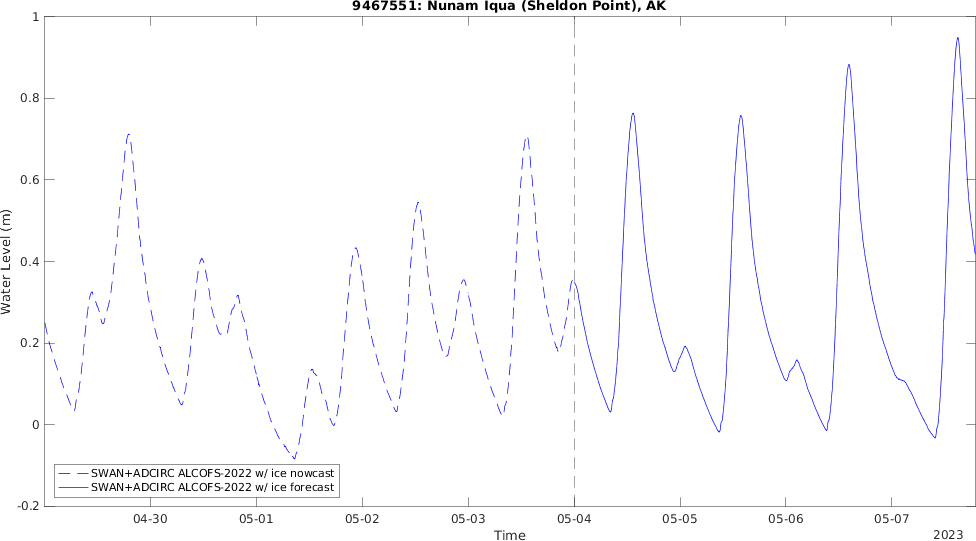 9467551: Nunam Iqua (Sheldon Point), AK
1
0.8
0.6
0.4
0.2
0
-0.2
Water Level (m)
SWAN+ADCIRC ALCOFS-2022 w/ ice nowcast
SWAN+ADCIRC ALCOFS-2022 w/ ice forecast
04-30 05-01 05-02 05-03 05-04 05-05 05-06 05-07
Time
2023